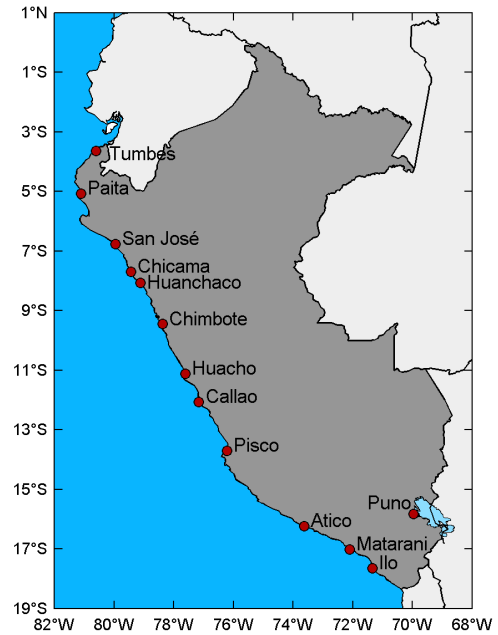 1°N
1°S
3°S
Tumbes
5°S
Paita
7°S
San José
Chicama
Huanchaco
9°S
Chimbote
11°S
Huacho
Callao
13°S
Pisco
15°S
Puno
Atico
17°S
Matarani
Ilo
19°S
82°W 80°W 78°W 76°W 74°W 72°W 70°W 68°W